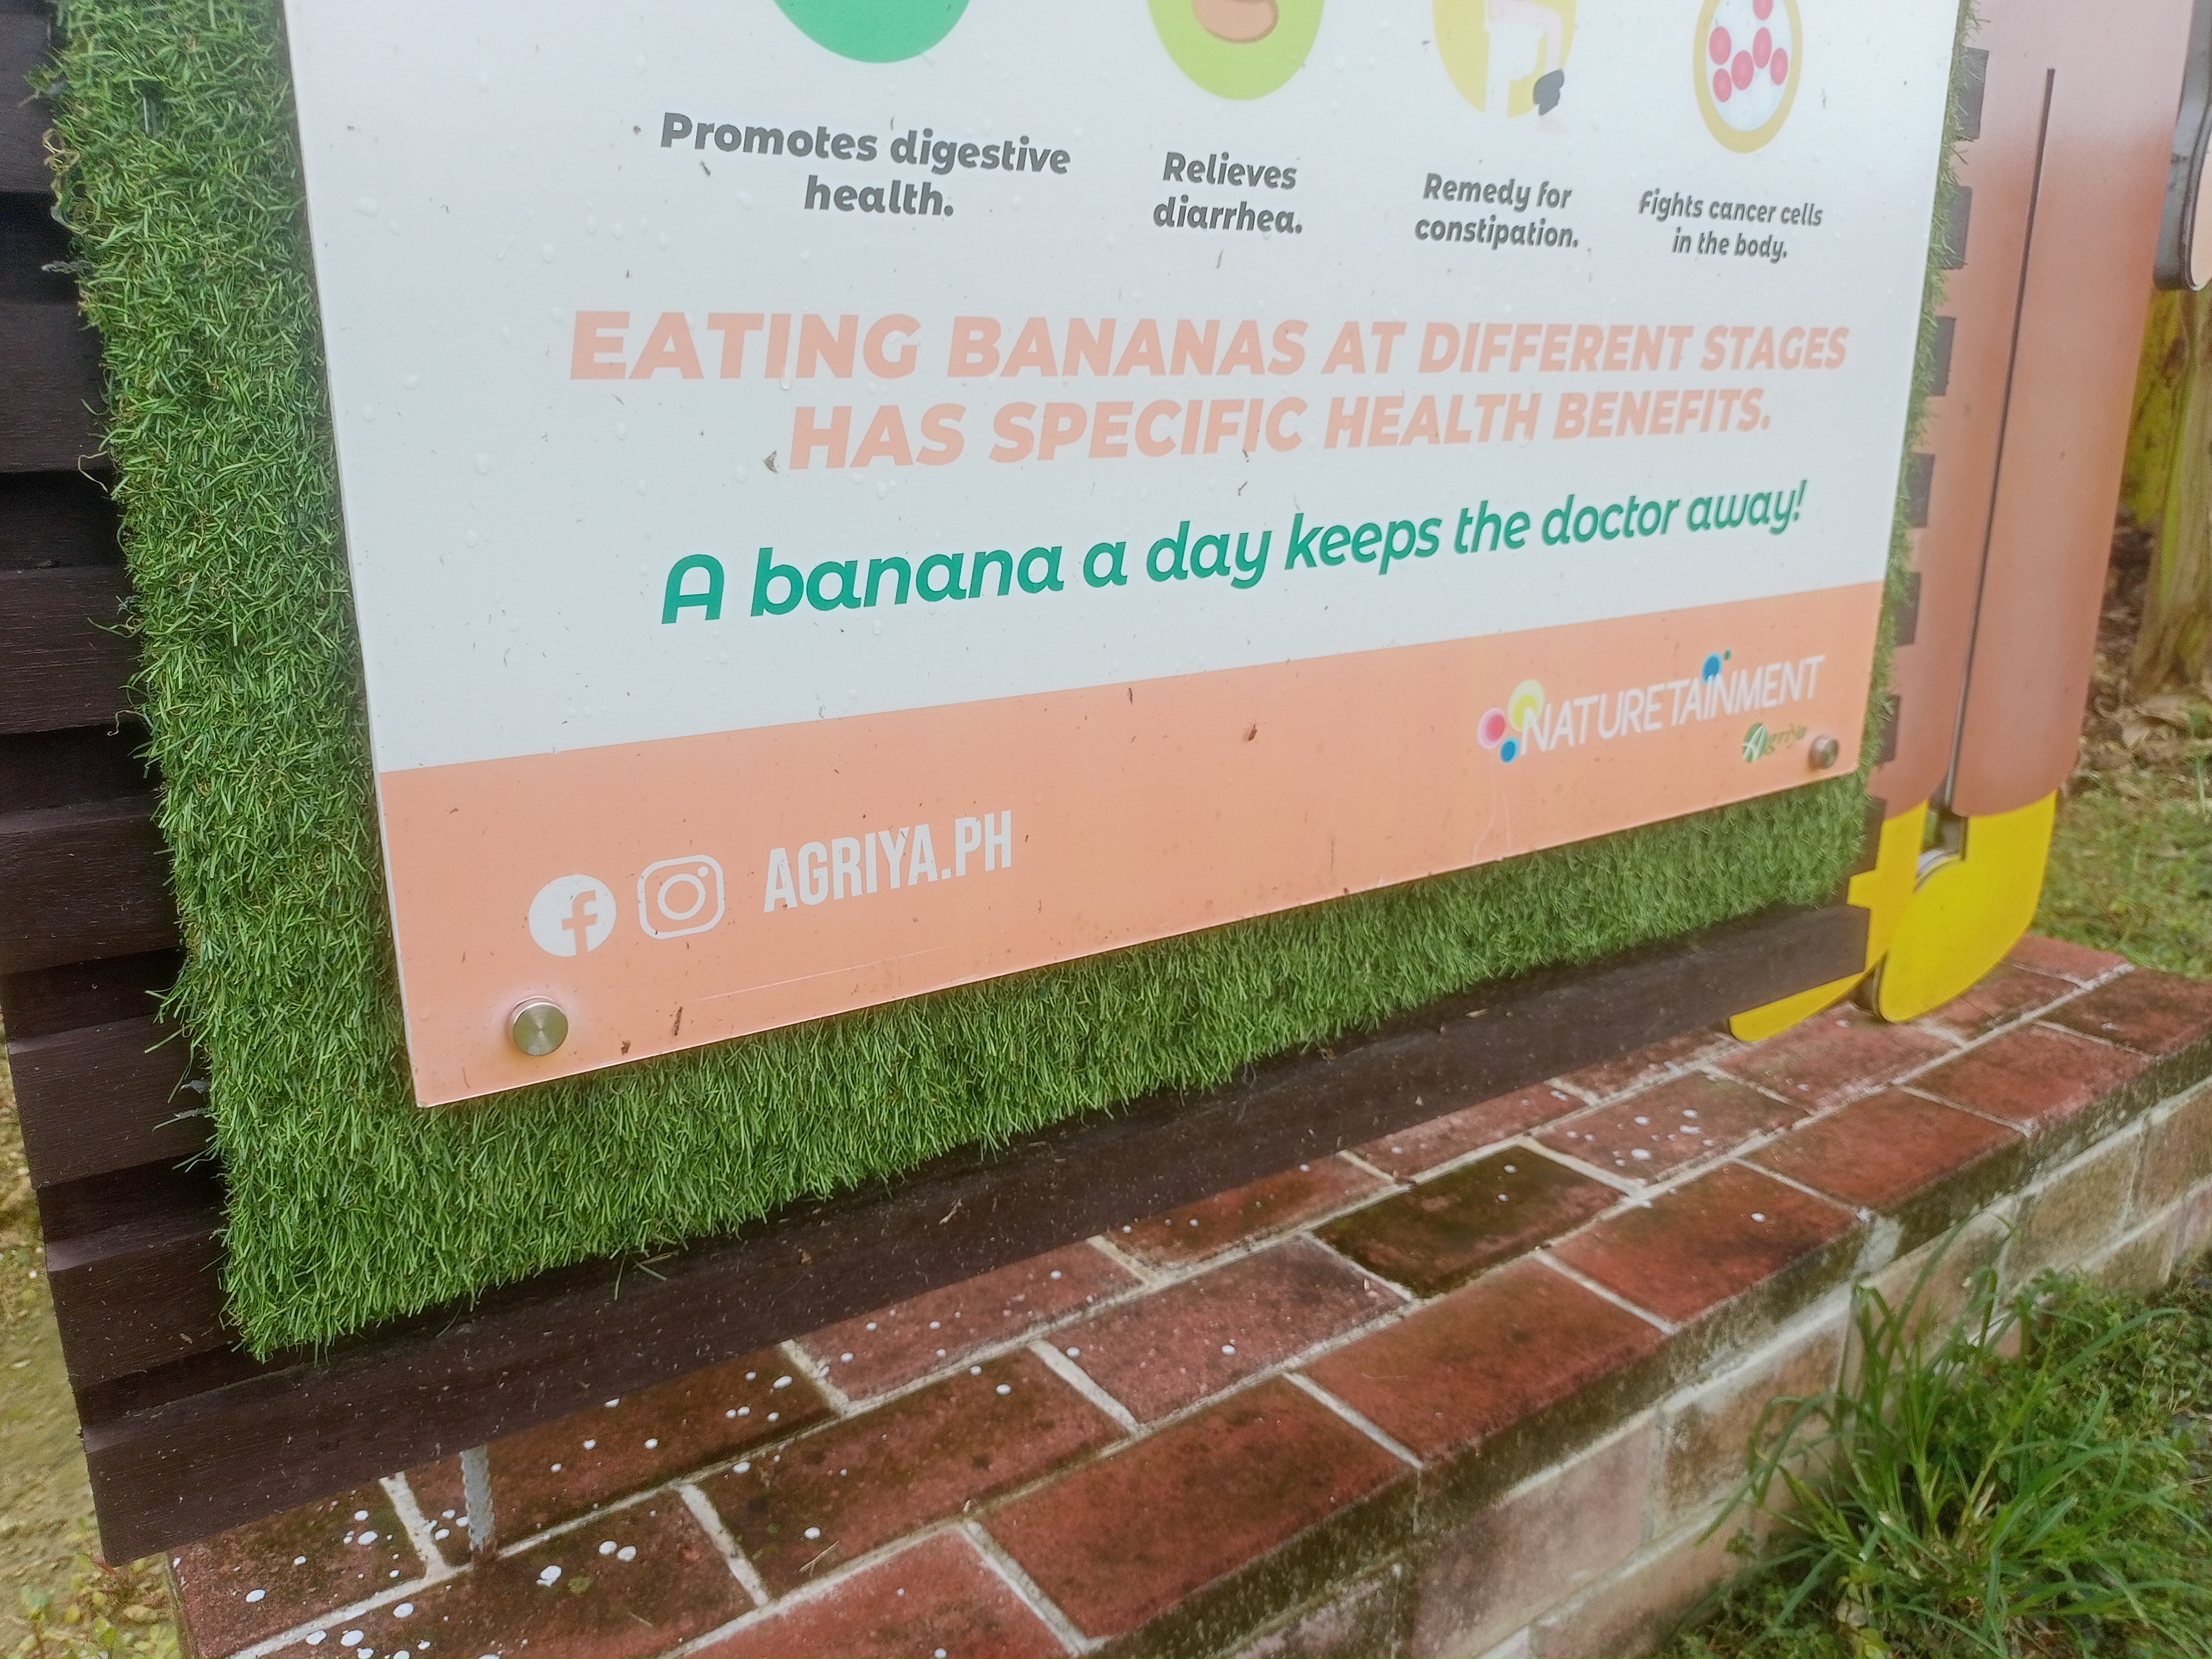 Promotes digestive
health.
Relieves
diarrhea.
Remedy for
constipation.
Fights cancer cells
in the body.
EATING BANANAS AT DIFFERENT STAGES
HAS SPECIFIC HEALTH BENEFITS.
A banana a day keeps the doctor away!
NATURETAINMENT
Agriya
AGRIYA.PH